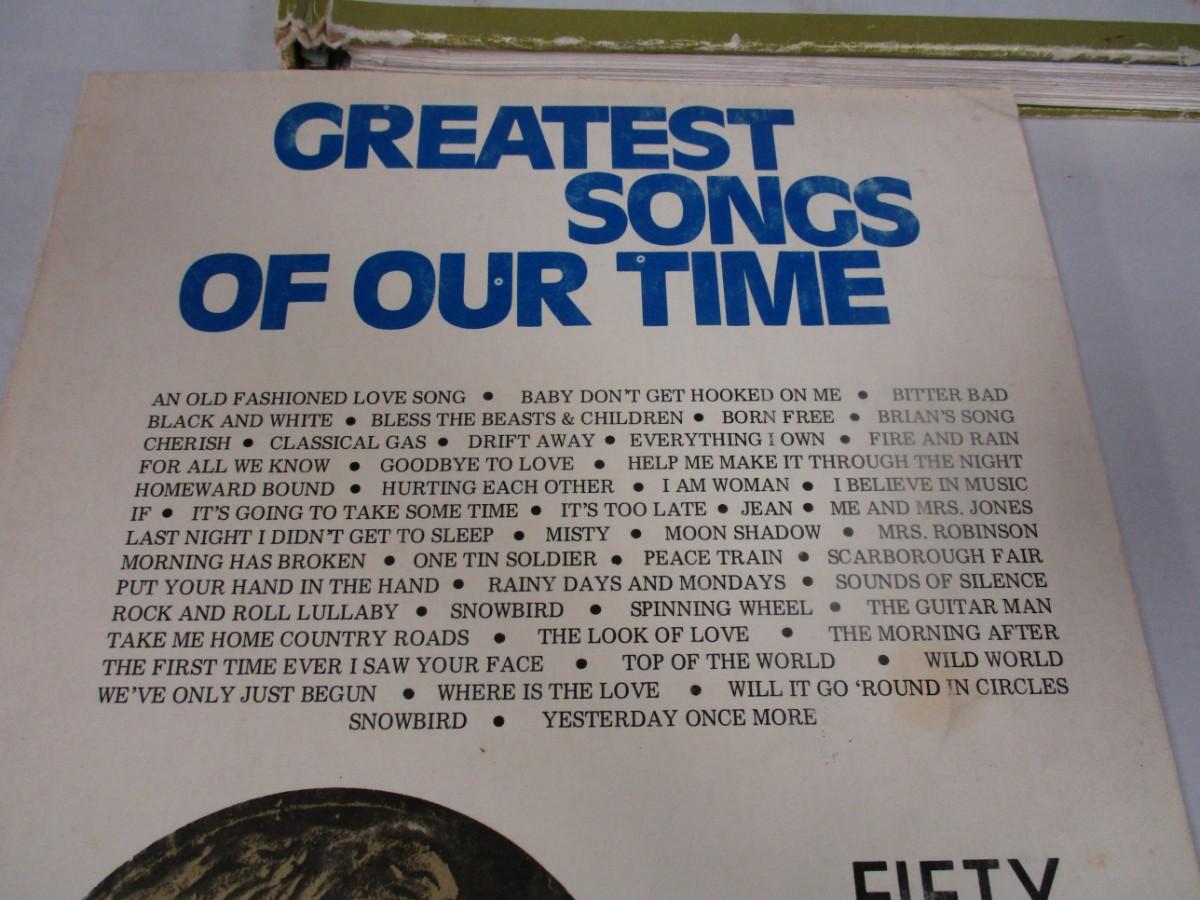 GREATEST
SONGS
OF OUR TIME
AN OLD FASHIONED LOVE SONG • BABY DON'T GET HOOKED ON ME • BITTER BAD
BLACK AND WHITE • BLESS THE BEASTS & CHILDREN • BORN FREE • BRIAN'S SONG
CHERISH • CLASSICAL GAS • DRIFT AWAY • EVERYTHING I OWN • FIRE AND RAIN
FOR ALL WE KNOW • GOODBYE TO LOVE • HELP ME MAKE IT THROUGH THE NIGHT
HOMEWARD BOUND • HURTING EACH OTHER • I AM WOMAN • I BELIEVE IN MUSIC
IF • IT'S GOING TO TAKE SOME TIME • IT'S TOO LATE • JEAN • ME AND MRS. JONES
LAST NIGHT I DIDN'T GET TO SLEEP • MISTY • MOON SHADOW • MRS. ROBINSON
MORNING HAS BROKEN • ONE TIN SOLDIER • PEACE TRAIN • SCARBOROUGH FAIR
PUT YOUR HAND IN THE HAND • RAINY DAYS AND MONDAYS • SOUNDS OF SILENCE
ROCK AND ROLL LULLABY • SNOWBIRD • SPINNING WHEEL • THE GUITAR MAN
TAKE ME HOME COUNTRY ROADS • THE LOOK OF LOVE • THE MORNING AFTER
THE FIRST TIME EVER I SAW YOUR FACE • TOP OF THE WORLD • WILD WORLD
WE'VE ONLY JUST BEGUN • WHERE IS THE LOVE • WILL IT GO 'ROUND IN CIRCLES
SNOWBIRD • YESTERDAY ONCE MORE
FIFTY